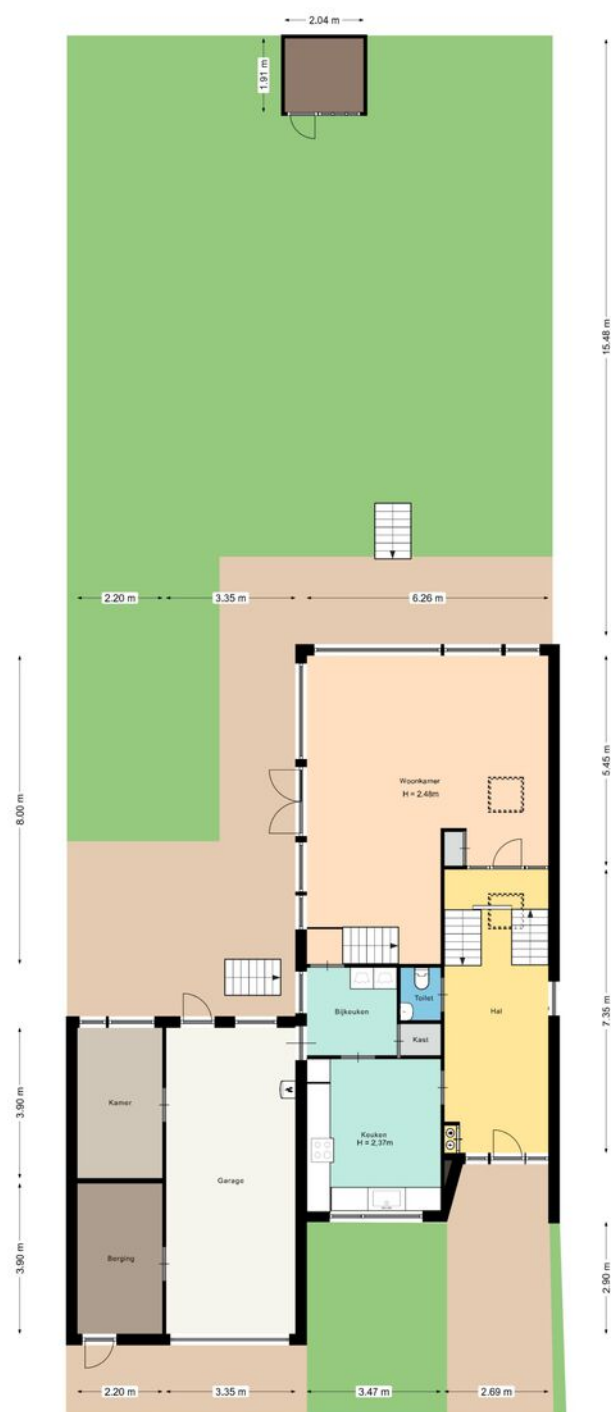 2.04 m
1.91 m
15.48 m
2.20 m
3.35 m
6.26 m
8.00 m
5.45 m
Woonkamer
H = 2.48m
7.35 m
Bijkeuken
Toilet
Hal
Kast
3.90 m
Kamer
Keuken
H = 2,37m
Garage
3.90 m
Berging
2.90 m
2.20 m
3.35 m
3.47 m
2.69 m